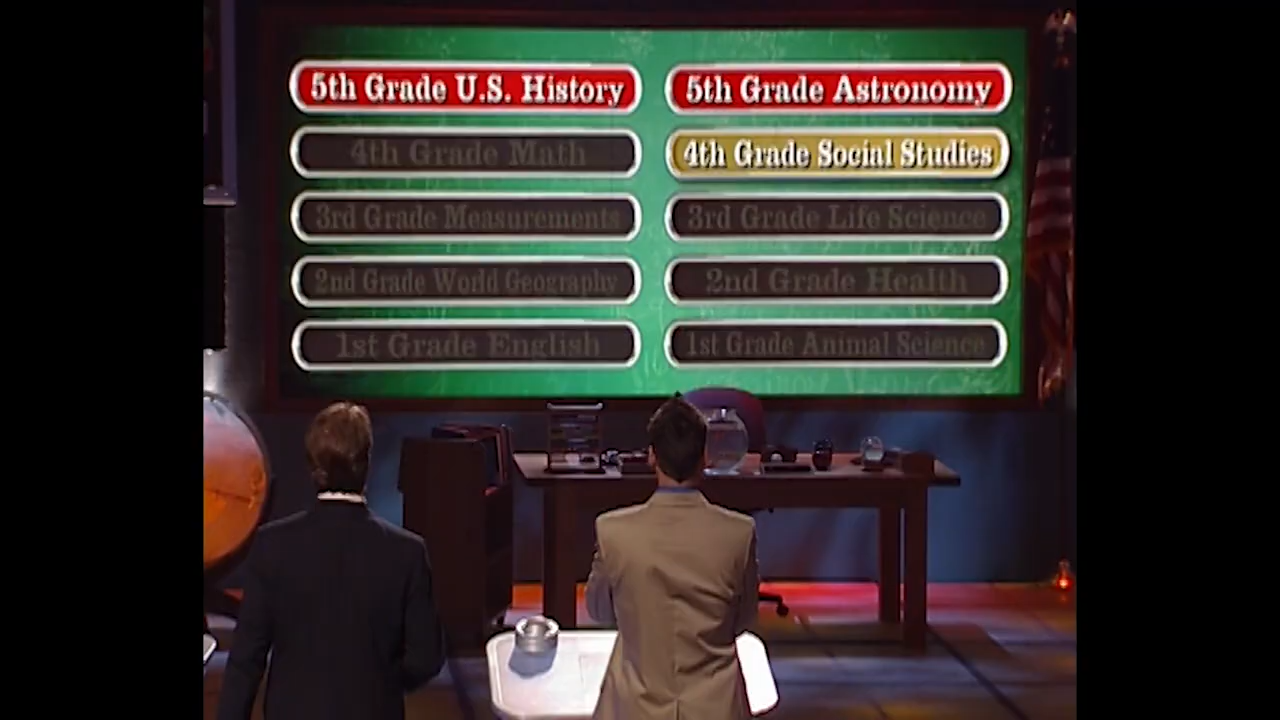 5th Grade U.S. History
5th Grade Astronomy
4th Grade Math
4th Grade Social Studies
3rd Grade Measurements
3rd Grade Life Science
2nd Grade World Geography
2nd Grade Health
1st Grade English
1st Grade Animal Science